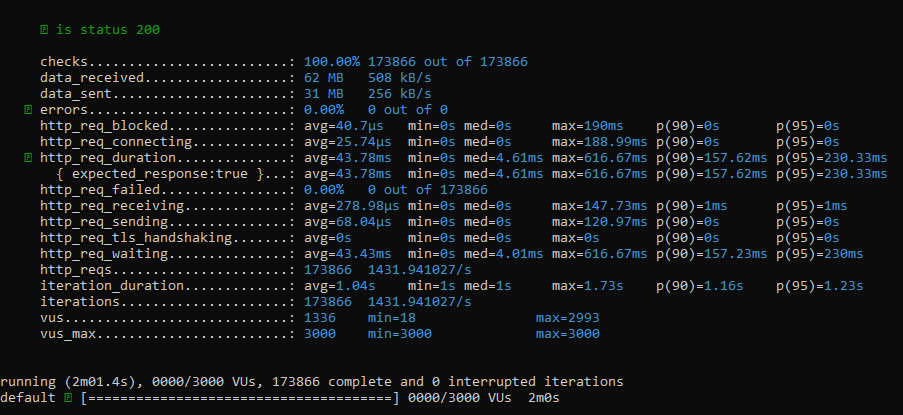 is status 200
checks.........................: 100.00% 173866 out of 173866
data_received..................: 62 MB   508 kB/s
data_sent......................: 31 MB   256 kB/s
errors.........................: 0.00%   0 out of 0
http_req_blocked...............: avg=40.7µs   min=0s med=0s     max=190ms    p(90)=0s       p(95)=0s
http_req_connecting............: avg=25.74µs  min=0s med=0s     max=188.99ms p(90)=0s       p(95)=0s
http_req_duration..............: avg=43.78ms  min=0s med=4.61ms max=616.67ms p(90)=157.62ms p(95)=230.33ms
{ expected_response:true }...: avg=43.78ms  min=0s med=4.61ms max=616.67ms p(90)=157.62ms p(95)=230.33ms
http_req_failed................: 0.00%   0 out of 173866
http_req_receiving.............: avg=278.98µs min=0s med=0s     max=147.73ms p(90)=1ms      p(95)=1ms
http_req_sending...............: avg=68.04µs  min=0s med=0s     max=120.97ms p(90)=0s       p(95)=0s
http_req_tls_handshaking.......: avg=0s       min=0s med=0s     max=0s       p(90)=0s       p(95)=0s
http_req_waiting...............: avg=43.43ms  min=0s med=4.01ms max=616.67ms p(90)=157.23ms p(95)=230ms
http_reqs......................: 173866  1431.941027/s
iteration_duration.............: avg=1.04s    min=1s med=1s     max=1.73s    p(90)=1.16s    p(95)=1.23s
iterations.....................: 173866  1431.941027/s
vus............................: 1336    min=18               max=2993
vus_max........................: 3000    min=3000             max=3000
running (2m01.4s), 0000/3000 VUs, 173866 complete and 0 interrupted iterations
default [======================================] 0000/3000 VUs  2m0s